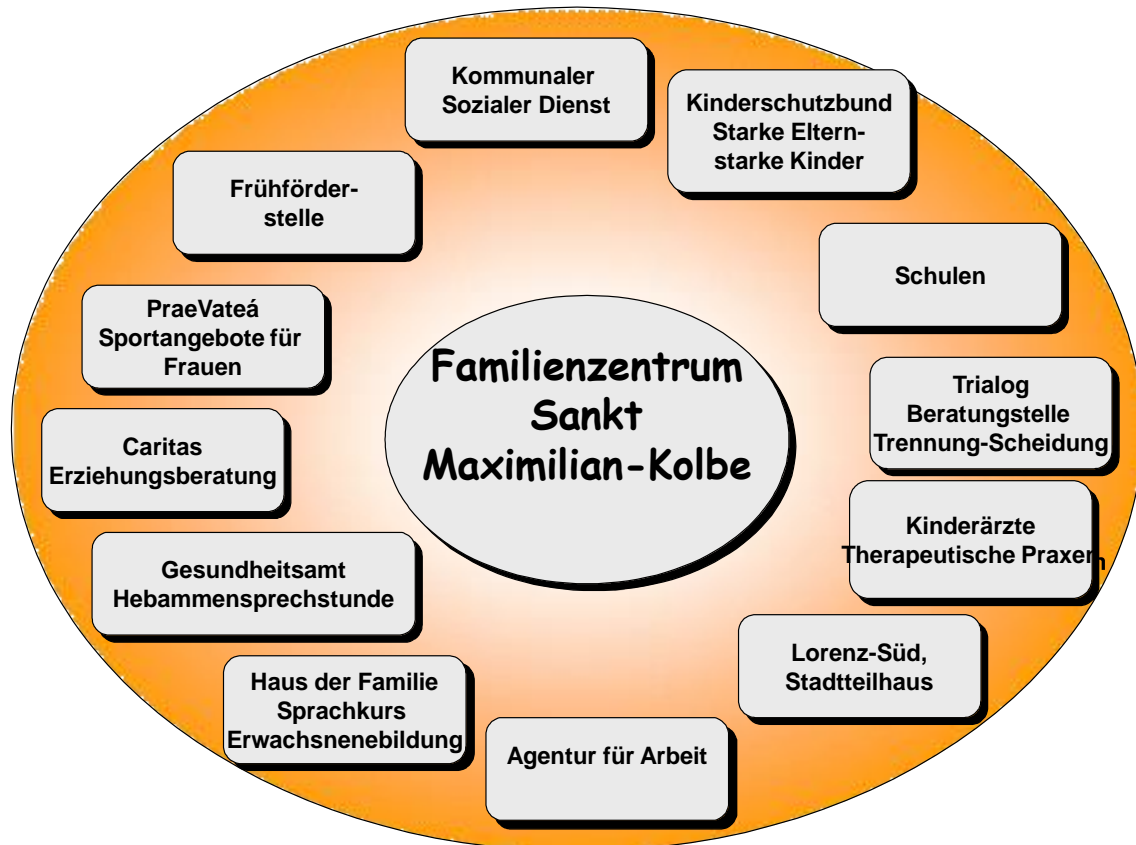 Kommunaler
Sozialer Dienst
Kinderschutzbund
Starke Eltern-
starke Kinder
Frühförder-
stelle
Schulen
PraeVateá
Sportangebote für
Frauen
Familienzentrum
Sankt
Maximilian-Kolbe
Trialog
Beratungstelle
Trennung-Scheidung
Caritas
Erziehungsberatung
Kinderärzte
Therapeutische Praxen
Gesundheitsamt
Hebammensprechstunde
Lorenz-Süd,
Stadtteilhaus
Haus der Familie
Sprachkurs
Erwachsnenebildung
Agentur für Arbeit